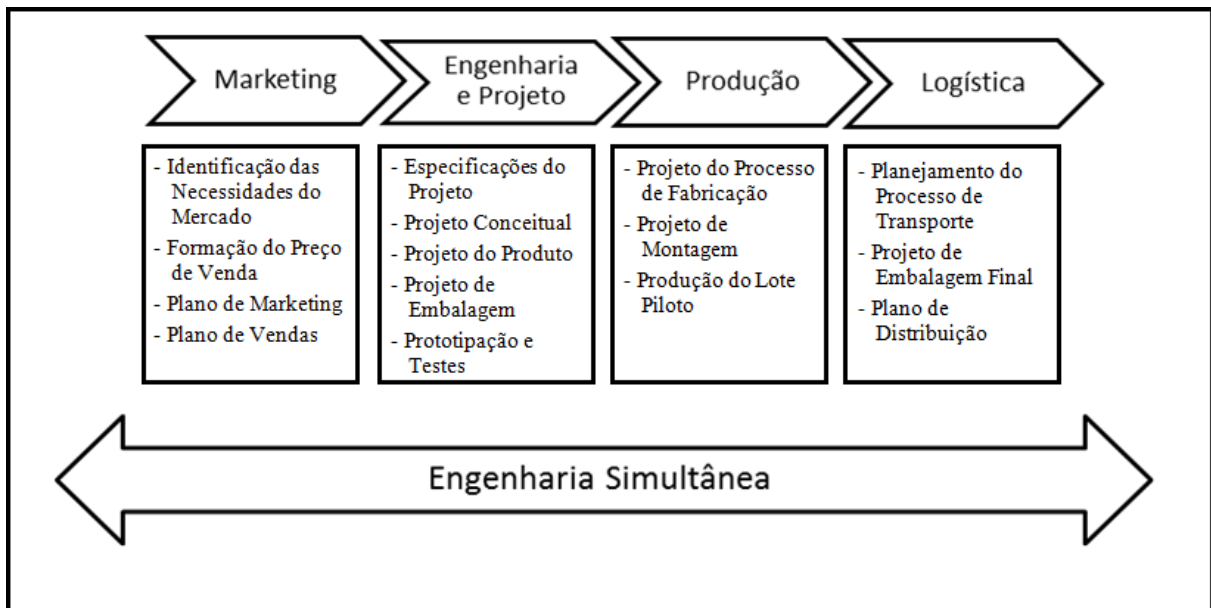 Marketing
Engenharia
e Projeto
Produção
Logística
- Identificação das
Necessidades do
Mercado
- Formação do Preço
de Venda
- Plano de Marketing
- Plano de Vendas
- Especificações do
Projeto
- Projeto Conceitual
- Projeto do Produto
- Projeto de
Embalagem
- Prototipação e
Testes
- Projeto do Processo
de Fabricação
- Projeto de
Montagem
- Produção do Lote
Piloto
- Planejamento do
Processo de
Transporte
- Projeto de
Embalagem Final
- Plano de
Distribuição
Engenharia Simultânea